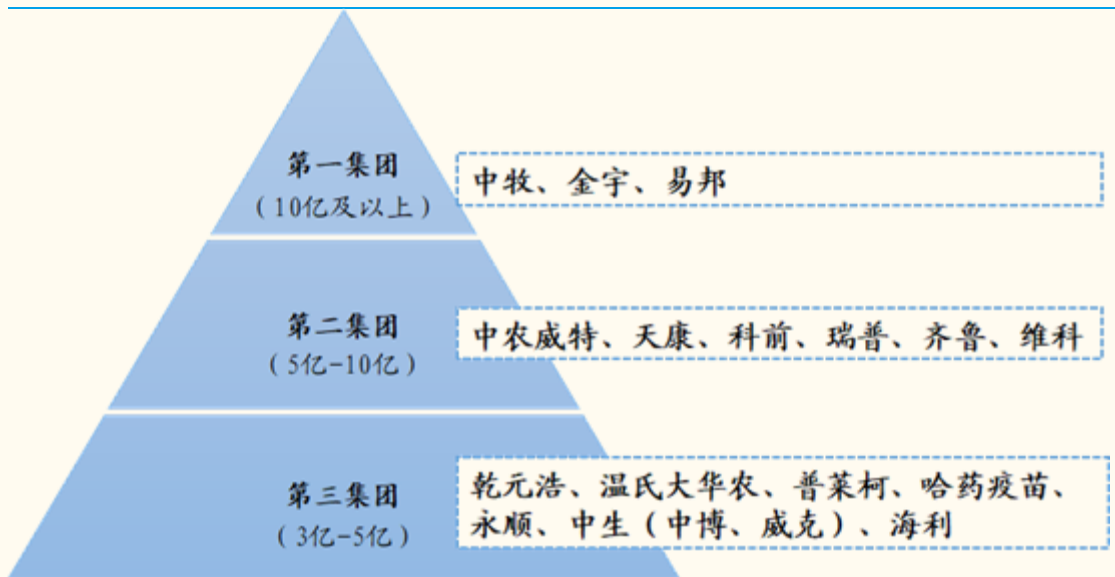 第一集团
（10亿及以上）
中牧、金宇、易邦
第二集团
（5亿-10亿）
中农威特、天康、科前、瑞普、齐鲁、维科
第三集团
（3亿-5亿）
乾元浩、温氏大华农、普莱柯、哈药疫苗、
永顺、中生（中博、威克）、海利